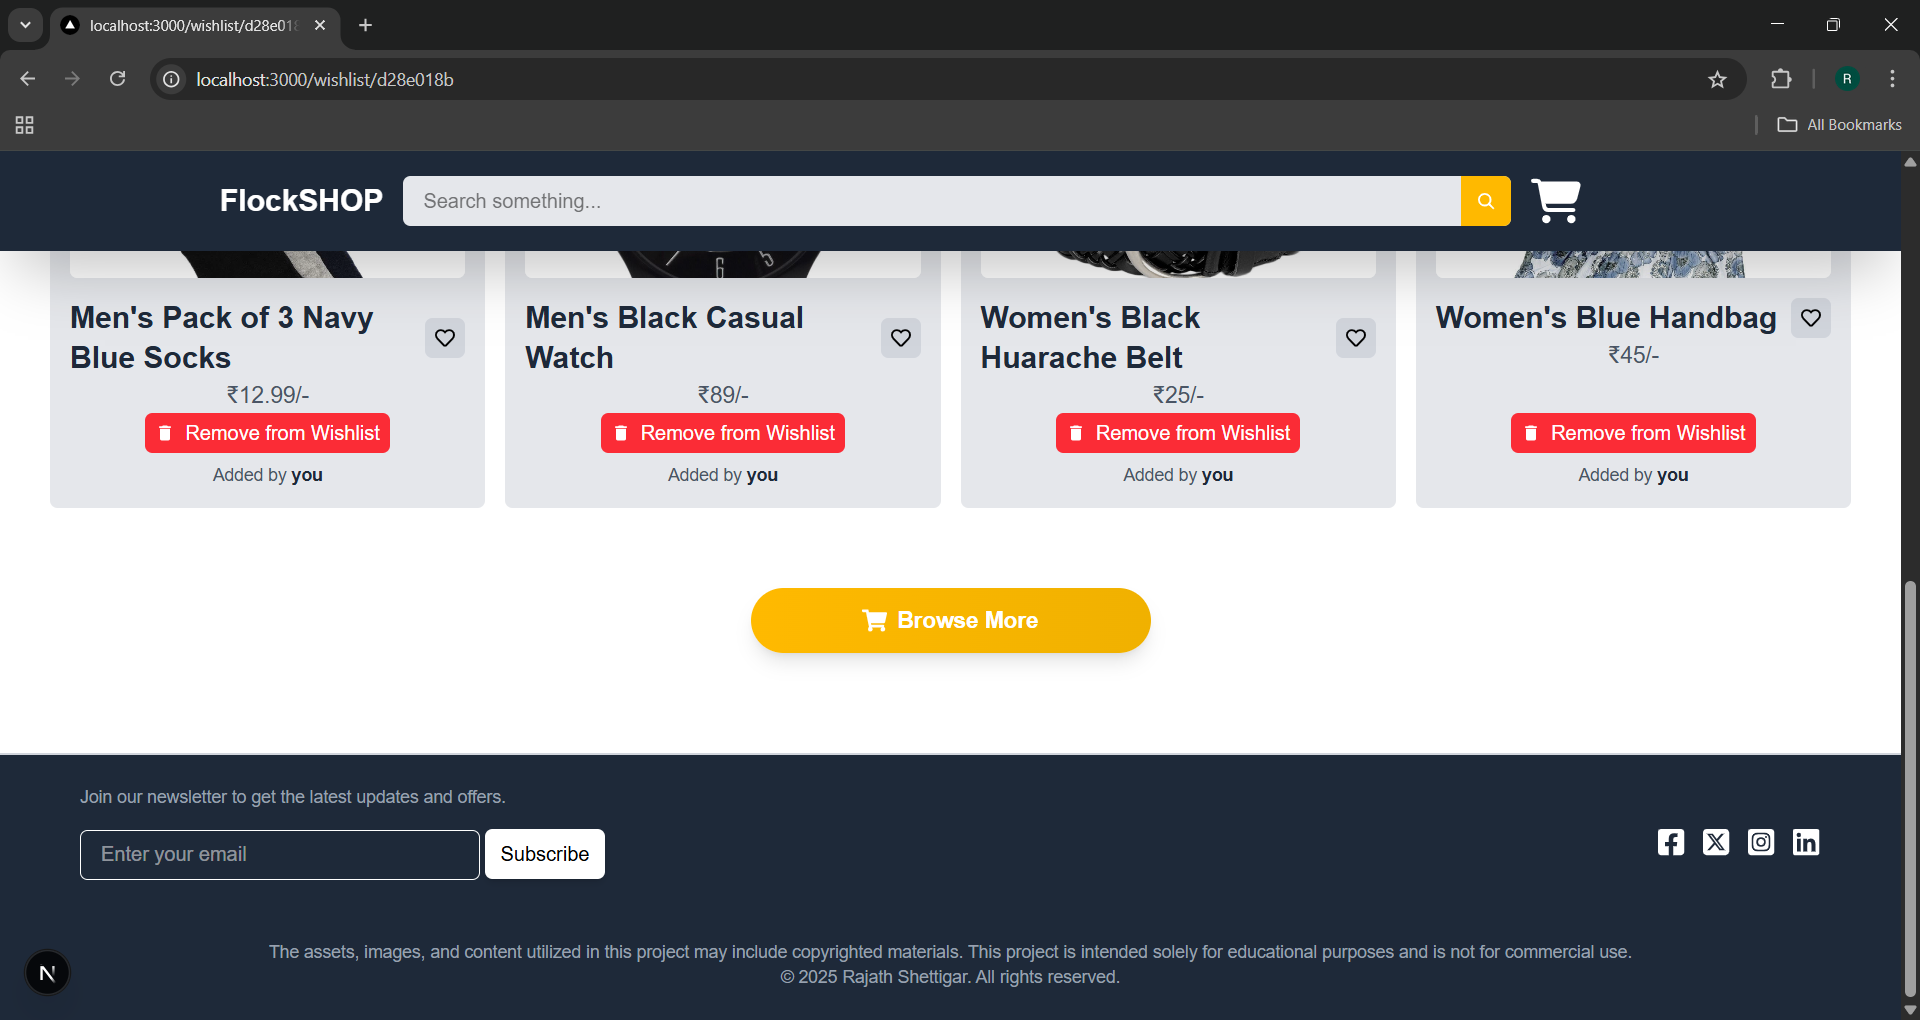 localhost:3000/wishlist/d28e018
localhost:3000/wishlist/d28e018b
R
All Bookmarks
FlockSHOP
Search something...
Men's Pack of 3 Navy
Blue Socks
₹12.99/-
Remove from Wishlist
Added by you
6
5
Men's Black Casual
Watch
₹89/-
Remove from Wishlist
Added by you
Women's Black
Huarache Belt
₹25/-
Remove from Wishlist
Added by you
Women's Blue Handbag
₹45/-
Remove from Wishlist
Added by you
Browse More
Join our newsletter to get the latest updates and offers.
Enter your email
Subscribe
The assets, images, and content utilized in this project may include copyrighted materials. This project is intended solely for educational purposes and is not for commercial use.
© 2025 Rajath Shettigar. All rights reserved.
N